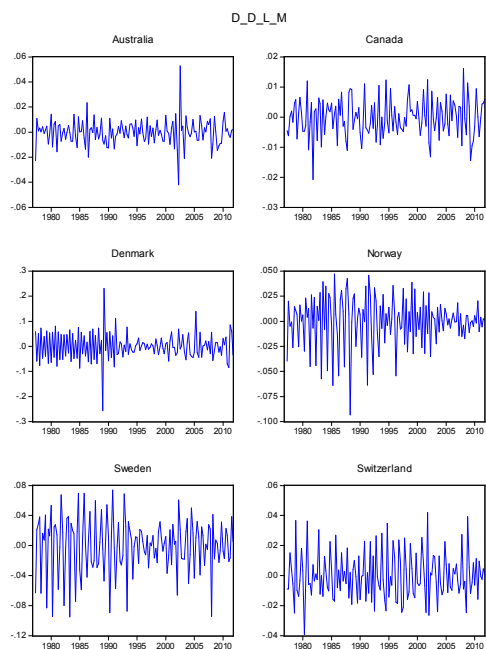 D_D_L_M
Australia Canada
.06 .02
.04 .01
.02 .00
.00 -.01
-.02 -.02
-.04 -.03
-.06
1980 1985 1990 1995 2000 2005 2010 1980 1985 1990 1995 2000 2005 2010
Denmark Norway
.3 .050
.2 .025
.1 .000
.0 -.025
-.1 -.050
-.2 -.075
-.3 -.100
1980 1985 1990 1995 2000 2005 2010 1980 1985 1990 1995 2000 2005 2010
Sweden Switzerland
.08 .06
.04 .04
.00 .02
-.04 .00
-.08 -.02
-.12 -.04
1980 1985 1990 1995 2000 2005 2010 1980 1985 1990 1995 2000 2005 2010